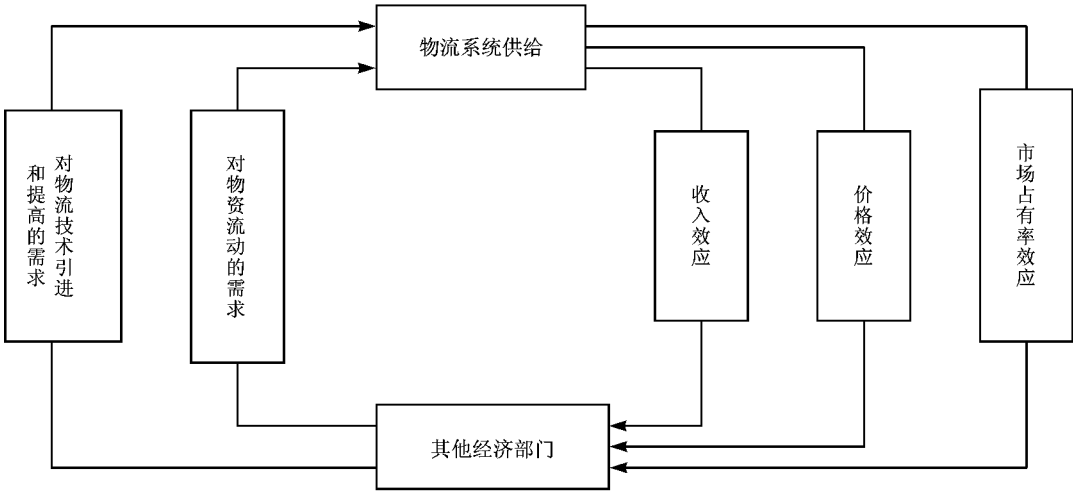 物流系统供给
对物流技术引进
和提高的需求
对物资流动的需求
收入效应
价格效应
市场占有率效应
其他经济部门